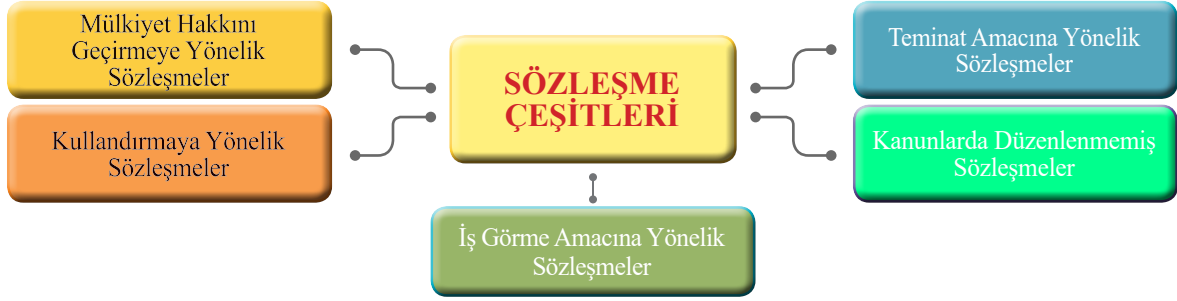 Mülkiyet Hakkını
Geçirmeye Yönelik
Sözleşmeler
Kullandırmaya Yönelik
Sözleşmeler
SÖZLEŞME
ÇEŞİTLERİ
Teminat Amacına Yönelik
Sözleşmeler
Kanunlarda Düzenlenmemiş
Sözleşmeler
İş Görme Amacına Yönelik
Sözleşmeler